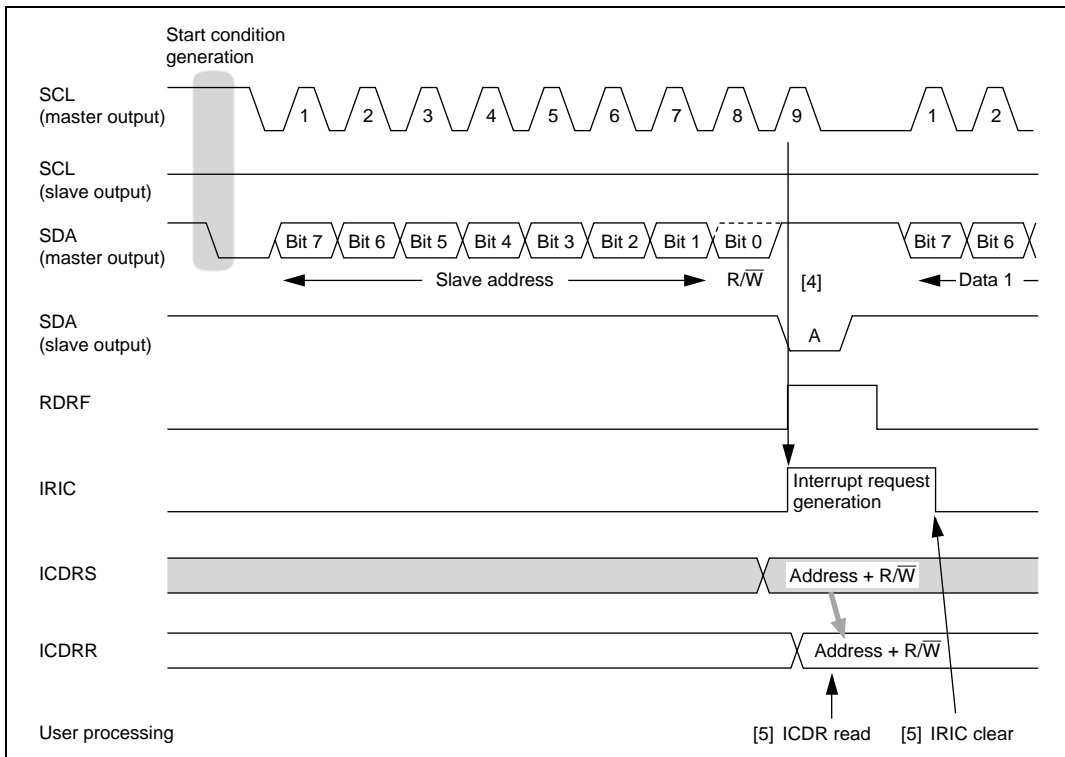 Start condition
generation
SCL
(master output)
1 2 3 4 5 6 7 8 9 1 2
SCL
(slave output)
SDA
(master output)
Bit 7 Bit 6 Bit 5 Bit 4 Bit 3 Bit 2 Bit 1 Bit 0 Bit 7 Bit 6
Slave address R/W̅ [4] Data 1
SDA
(slave output)
A
RDRF
IRIC
Interrupt request
generation
ICDRS
Address + R/W̅
ICDRR
Address + R/W̅
User processing
[5] ICDR read [5] IRIC clear